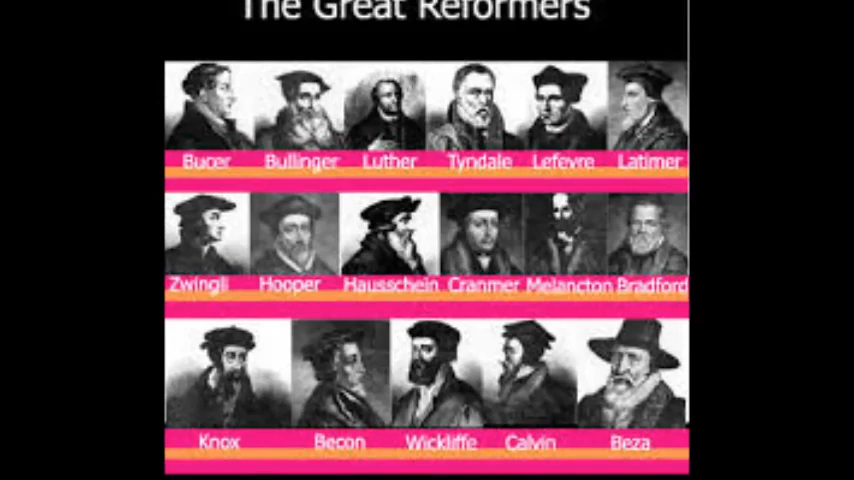 The Great Reformers
Bucer Bullinger Luther Tyndale Lefevre Latimer
Zwingli Hooper Hausschein Cranmer Melancton Bradford
Knox Becon Wickliffe Calvin Beza